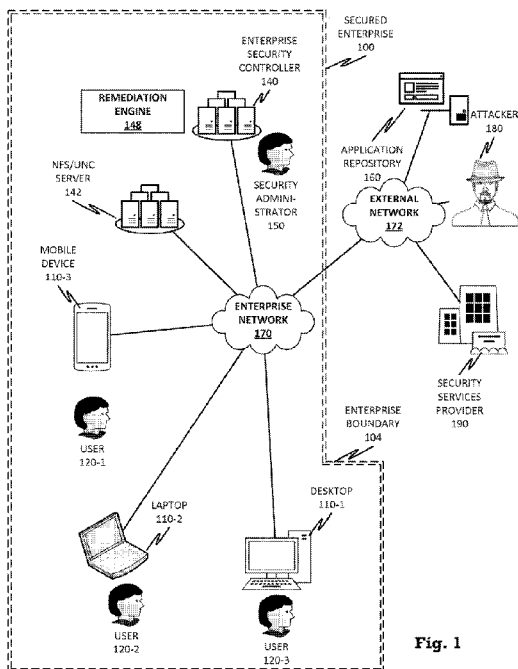 ENTERPRISE
SECURITY
CONTROLLER
140
SECURED
ENTERPRISE
100
REMEDIATION
ENGINE
148
ATTACKER
180
APPLICATION
REPOSITORY
160
NFS/UNC
SERVER
142
SECURITY
ADMINI-
STRATOR
150
EXTERNAL
NETWORK
172
MOBILE
DEVICE
110-3
ENTERPRISE
NETWORK
170
SECURITY
SERVICES
PROVIDER
190
ENTERPRISE
BOUNDARY
104
USER
120-1
LAPTOP
110-2
DESKTOP
110-1
USER
120-2
USER
120-3
Fig. 1